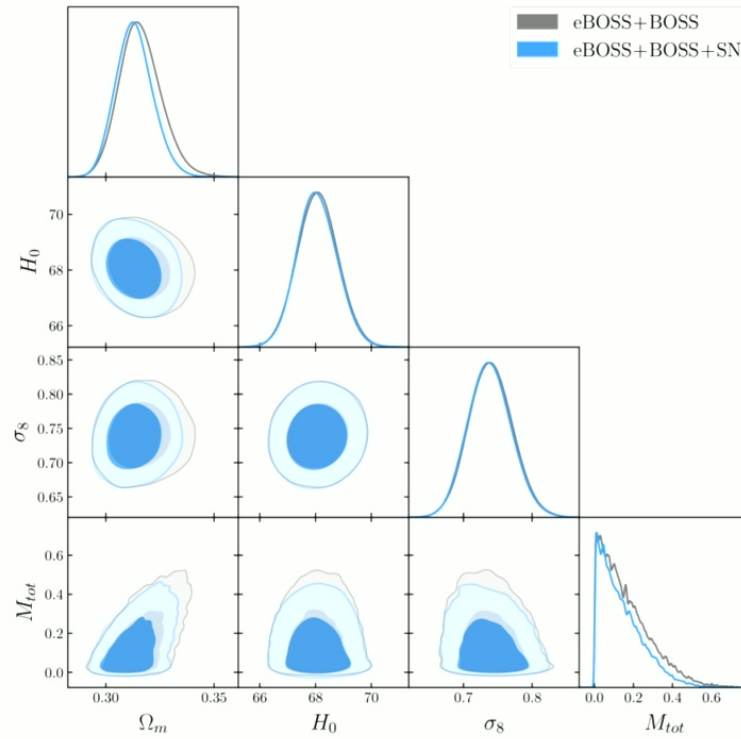 eBOSS+BOSS
eBOSS+BOSS+SN
70
68
66
H₀
0.85
0.80
0.75
0.70
0.65
σ₈
0.6
0.4
0.2
0.0
M_tot
0.30 0.35 66 68 70 0.7 0.8 0.0 0.2 0.4 0.6
Ω_m H₀ σ₈ M_tot